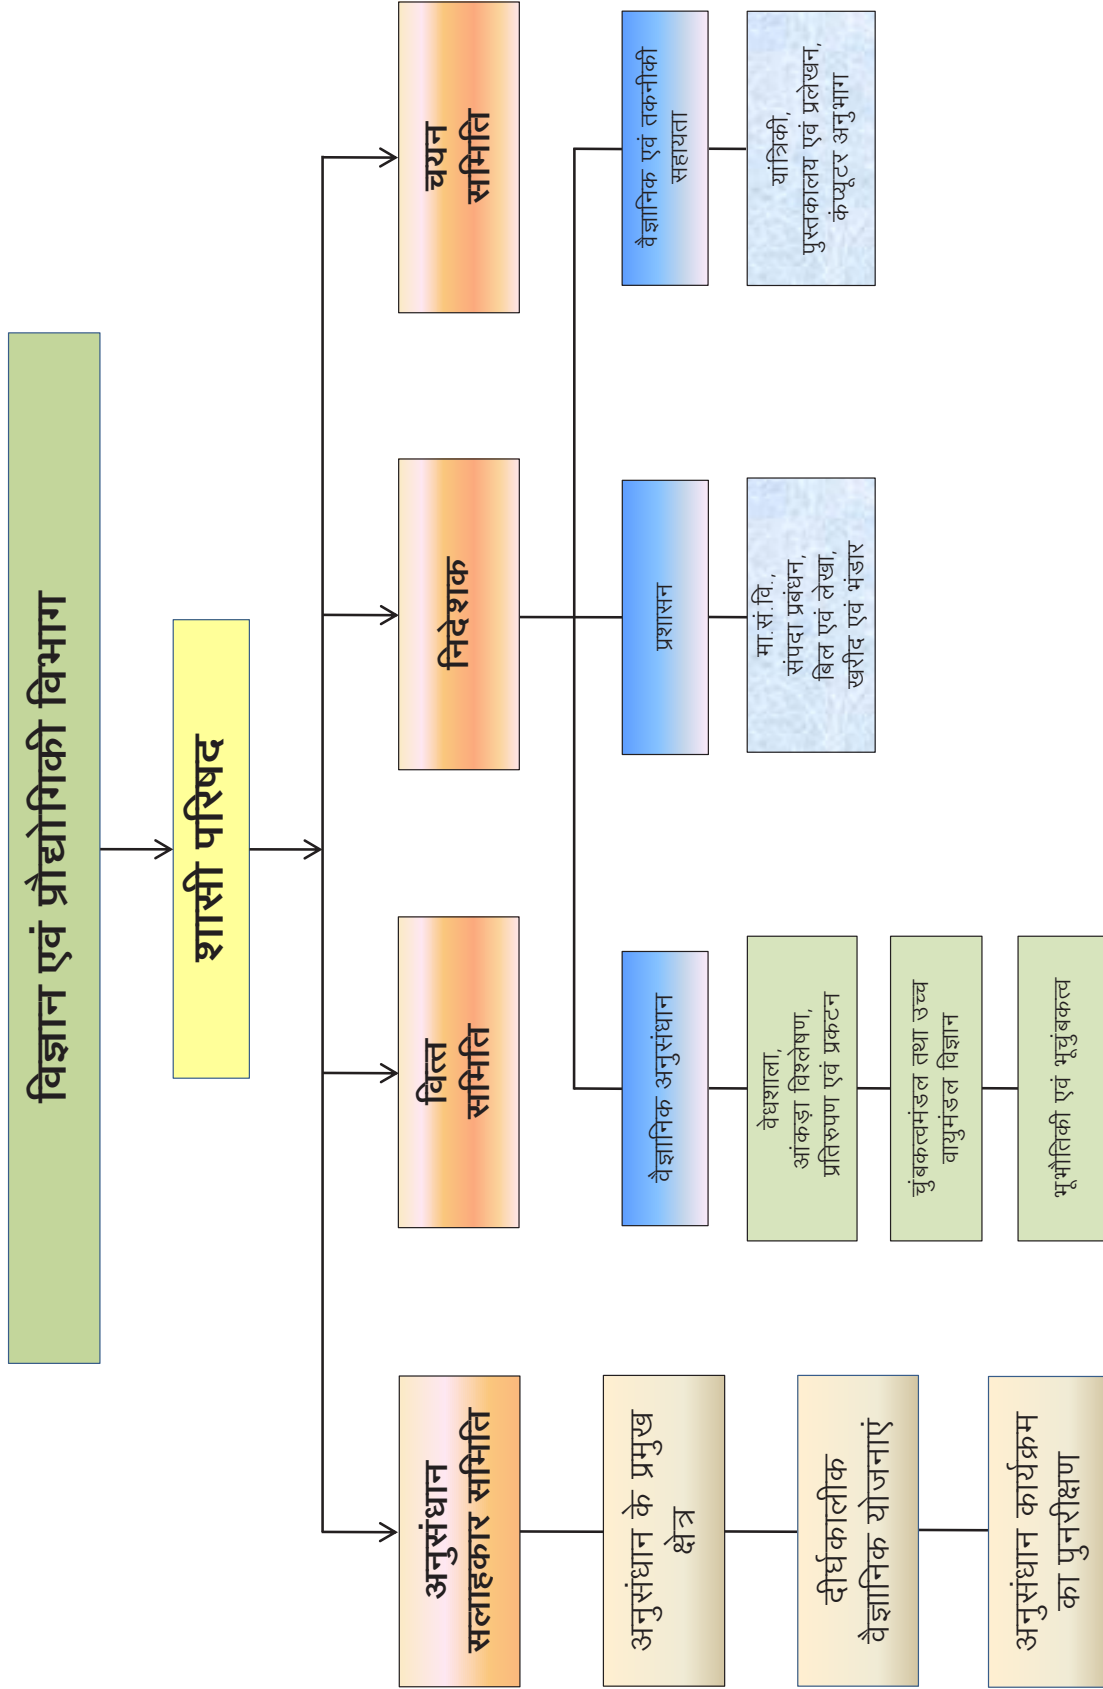 विज्ञान एवं प्रौद्योगिकी विभाग
शासी परिषद
अनुसंधान
सलाहकार समिति
वित्त
समिति
निदेशक
चयन
समिति
अनुसंधान के प्रमुख
क्षेत्र
दीर्घकालीक
वैज्ञानिक योजनाएं
अनुसंधान कार्यक्रम
का पुनरीक्षण
वैज्ञानिक अनुसंधान
वेधशाला,
आंकड़ा विश्लेषण,
प्रतिरुपण एवं प्रकटन
चुंबकत्वमंडल तथा उच्च
वायुमंडल विज्ञान
भूभौतिकी एवं भूचुंबकत्व
प्रशासन
मा.सं.वि.,
संपदा प्रबंधन,
बिल एवं लेखा,
खरीद एवं भंडार
वैज्ञानिक एवं तकनीकी
सहायता
यांत्रिकी,
पुस्तकालय एवं प्रलेखन,
कंप्यूटर अनुभाग